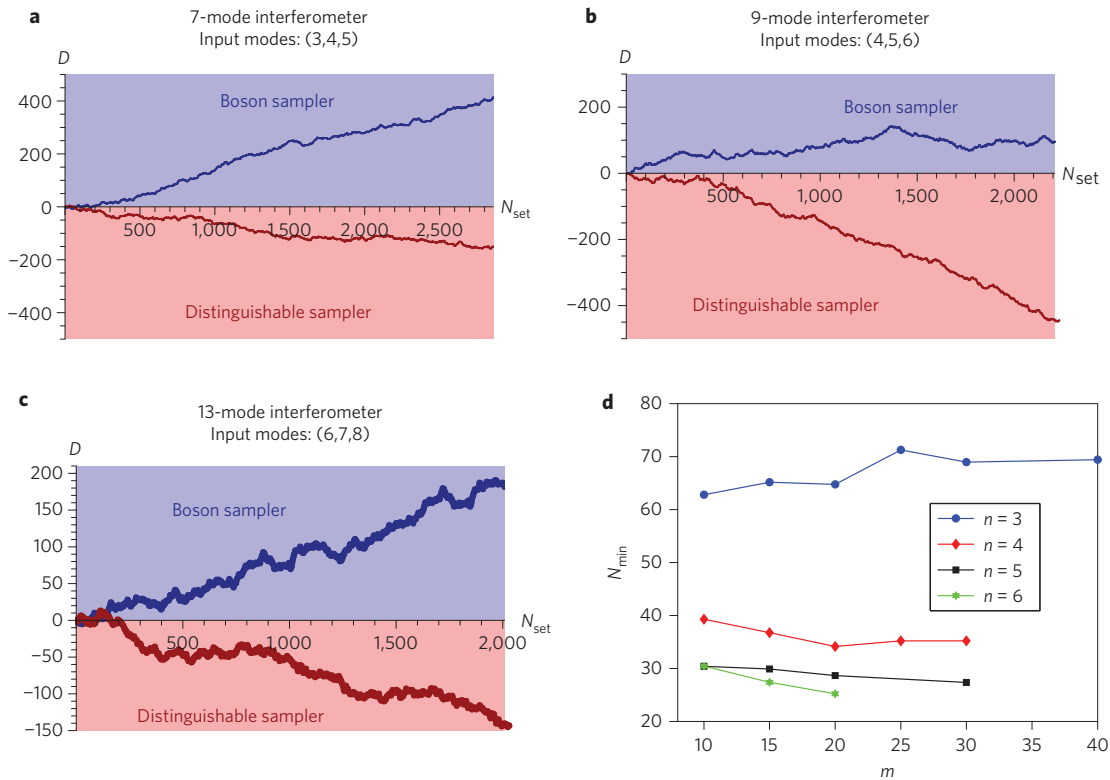 a
7-mode interferometer
Input modes: (3,4,5)
D
400
200
0
−200
−400
500
1,000
1,500
2,000
2,500
N_set
Boson sampler
Distinguishable sampler
b
9-mode interferometer
Input modes: (4,5,6)
D
200
0
−200
−400
500
1,000
1,500
2,000
N_set
Boson sampler
Distinguishable sampler
c
13-mode interferometer
Input modes: (6,7,8)
D
200
150
100
50
0
−50
−100
−150
500
1,000
1,500
2,000
N_set
Boson sampler
Distinguishable sampler
d
80
70
60
50
40
30
20
N_min
n = 3
n = 4
n = 5
n = 6
10
15
20
25
30
35
40
m